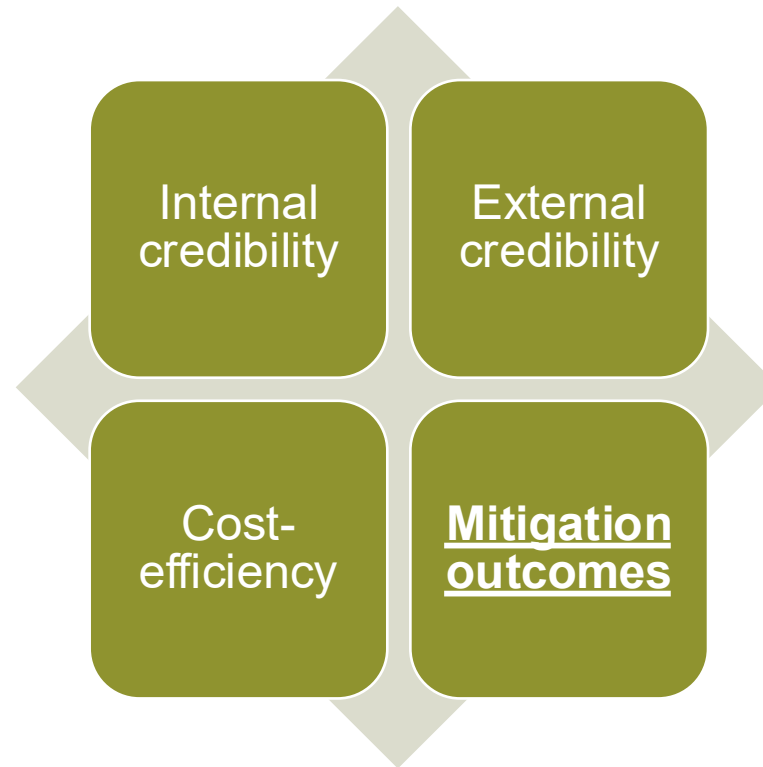 Internal
credibility
External
credibility
Cost-
efficiency
Mitigation
outcomes